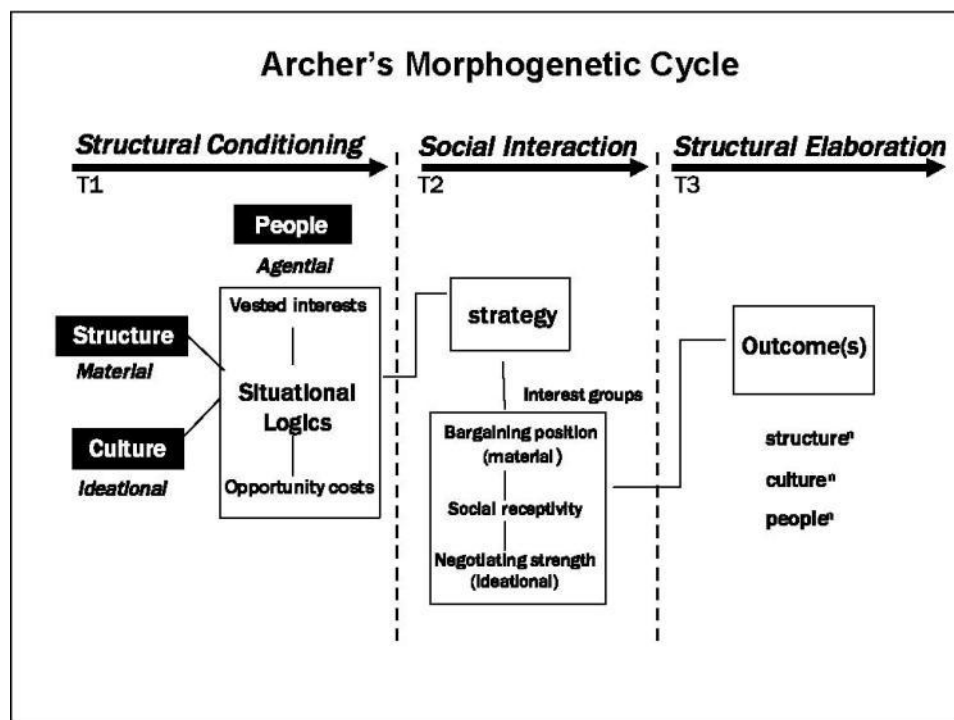 Archer's Morphogenetic Cycle
Structural Conditioning
T1
People
Agential
Structure
Material
Culture
Ideational
Vested interests
Situational
Logics
Opportunity costs
Social Interaction
T2
strategy
Interest groups
Bargaining position
(material)
Social receptivity
Negotiating strength
(ideational)
Structural Elaboration
T3
Outcome(s)
structureⁿ
cultureⁿ
peopleⁿ